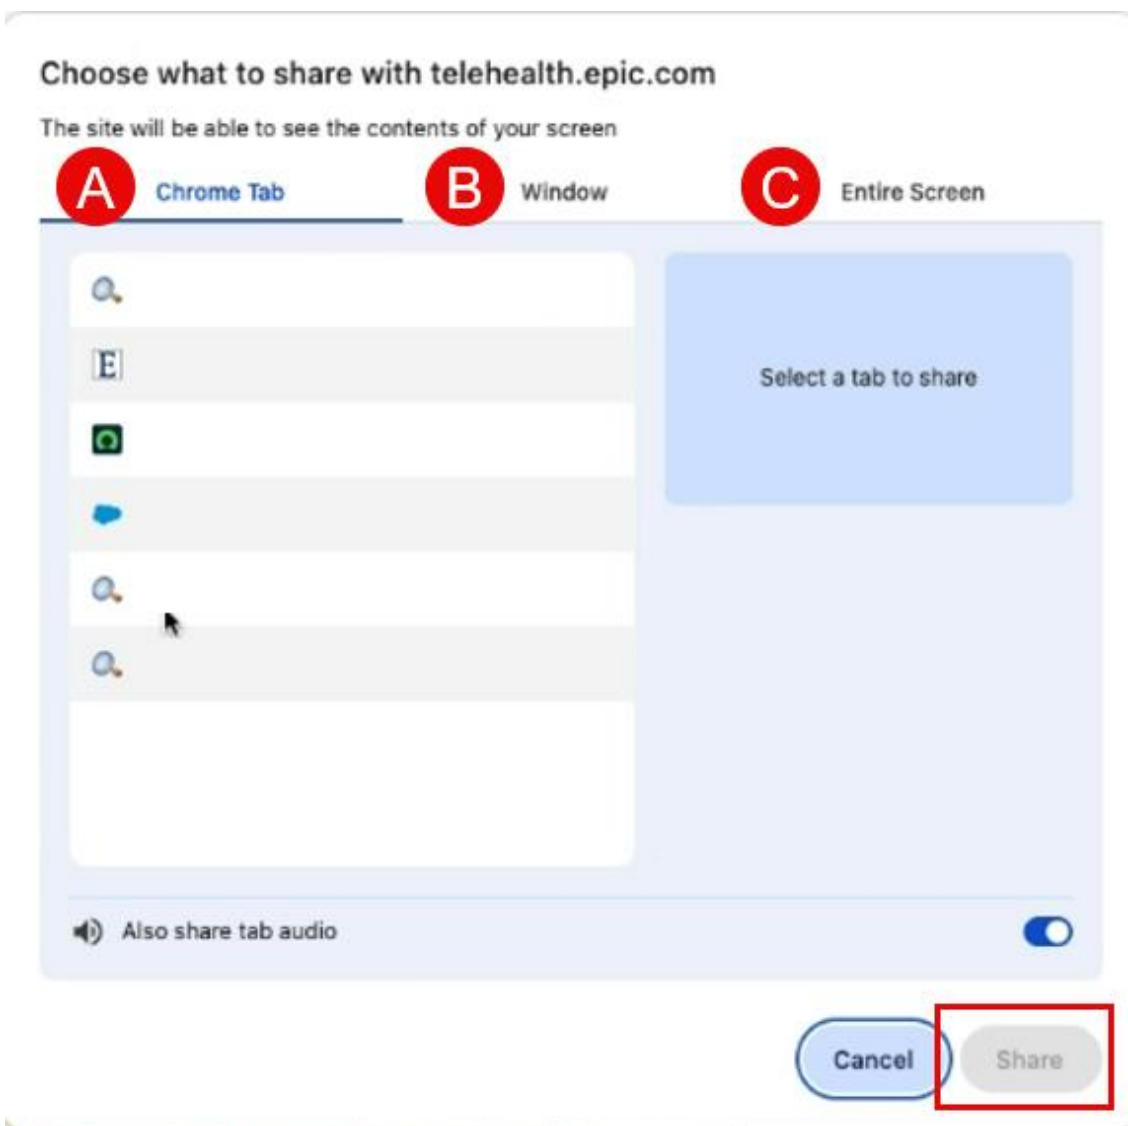 Choose what to share with telehealth.epic.com
The site will be able to see the contents of your screen
A Chrome Tab B Window C Entire Screen
E
Select a tab to share
Also share tab audio
Cancel Share